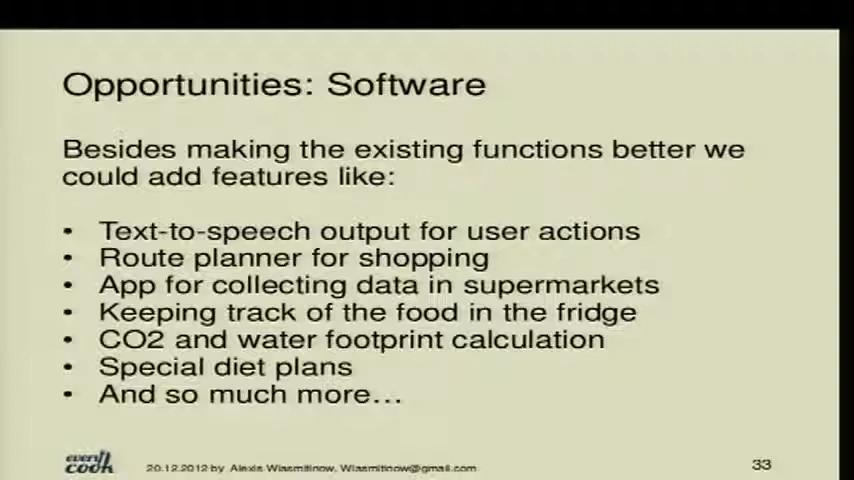 Opportunities: Software
Besides making the existing functions better we
could add features like:
• Text-to-speech output for user actions
• Route planner for shopping
• App for collecting data in supermarkets
• Keeping track of the food in the fridge
• CO2 and water footprint calculation
• Special diet plans
• And so much more…
every
cook
20.12.2012 by Alexis Wiasmitinow, Wiasmitinow@gmail.com
33